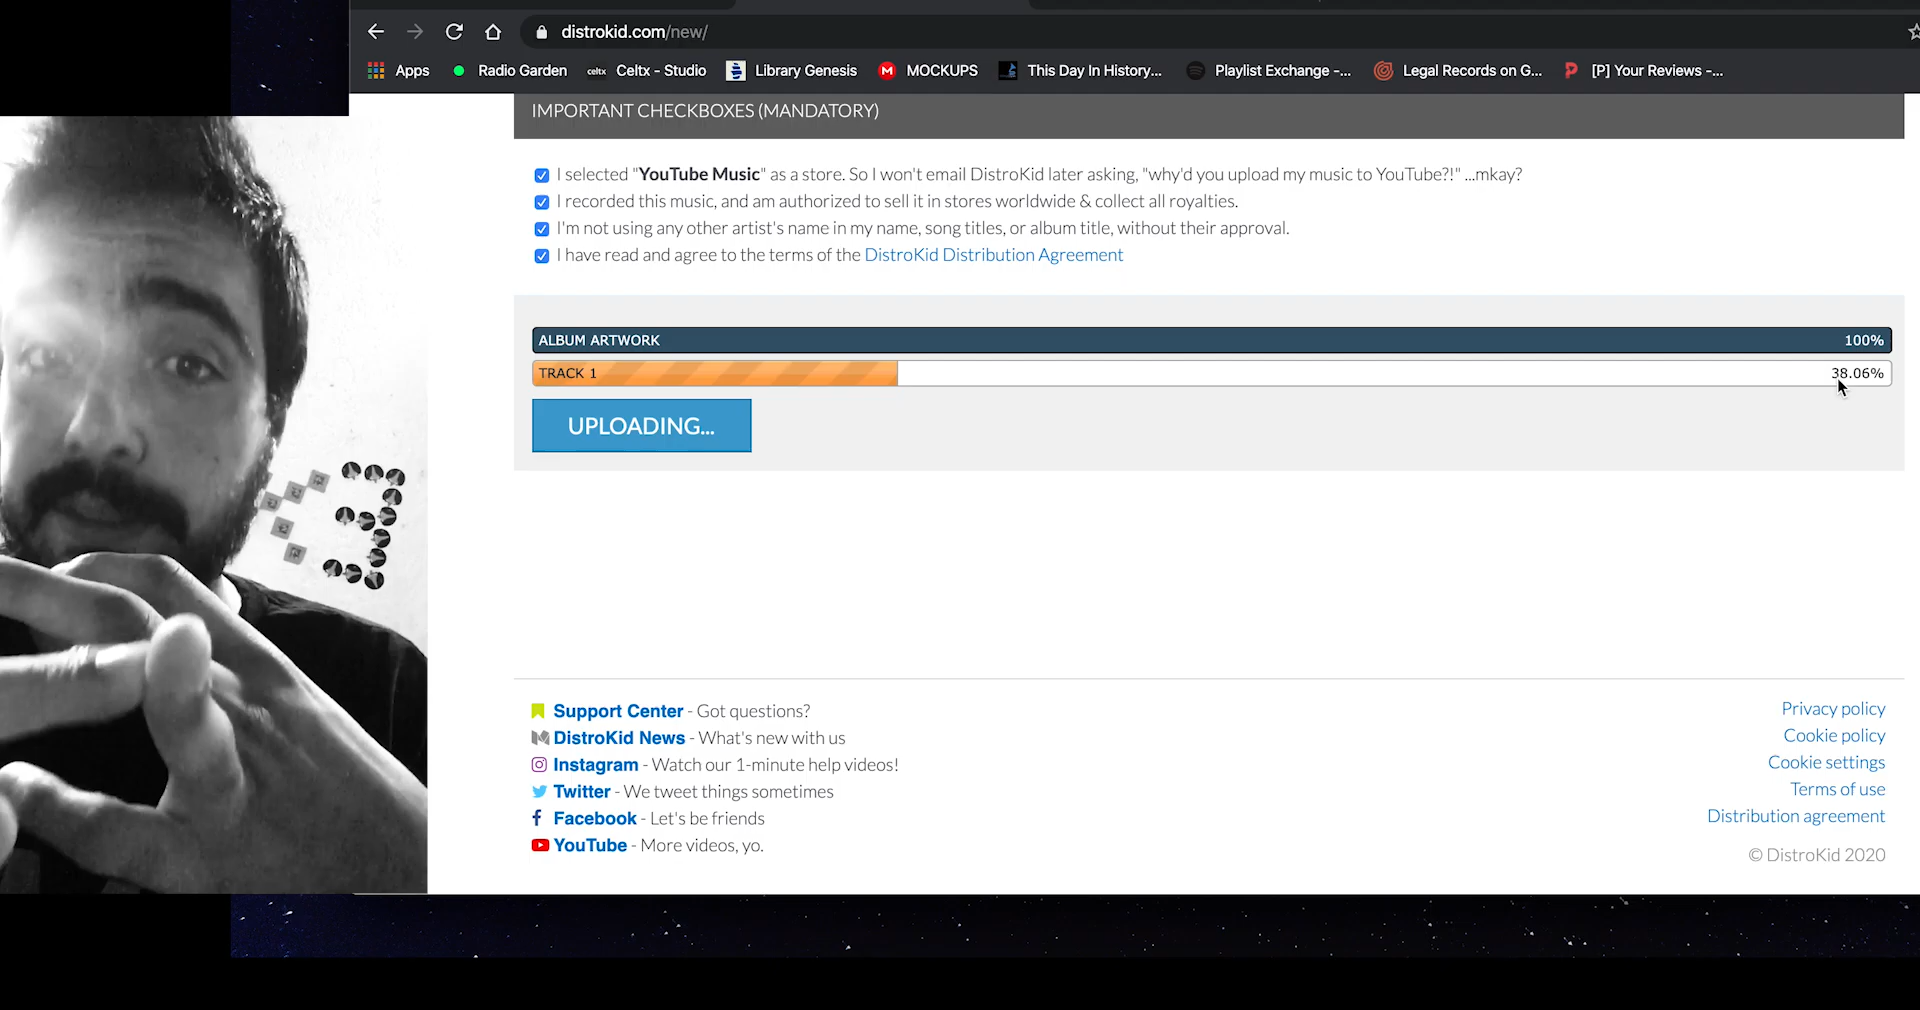 distrokid.com/new/
Apps Radio Garden celtx Celtx - Studio Library Genesis M MOCKUPS This Day In History... Playlist Exchange -... Legal Records on G... [P] Your Reviews -...
IMPORTANT CHECKBOXES (MANDATORY)
I selected "YouTube Music" as a store. So I won't email DistroKid later asking, "why'd you upload my music to YouTube?!" ...mkay?
I recorded this music, and am authorized to sell it in stores worldwide & collect all royalties.
I'm not using any other artist's name in my name, song titles, or album title, without their approval.
I have read and agree to the terms of the DistroKid Distribution Agreement
ALBUM ARTWORK 100%
TRACK 1 38.06%
UPLOADING...
Support Center - Got questions?
DistroKid News - What's new with us
Instagram - Watch our 1-minute help videos!
Twitter - We tweet things sometimes
Facebook - Let's be friends
YouTube - More videos, yo.
Privacy policy
Cookie policy
Cookie settings
Terms of use
Distribution agreement
© DistroKid 2020